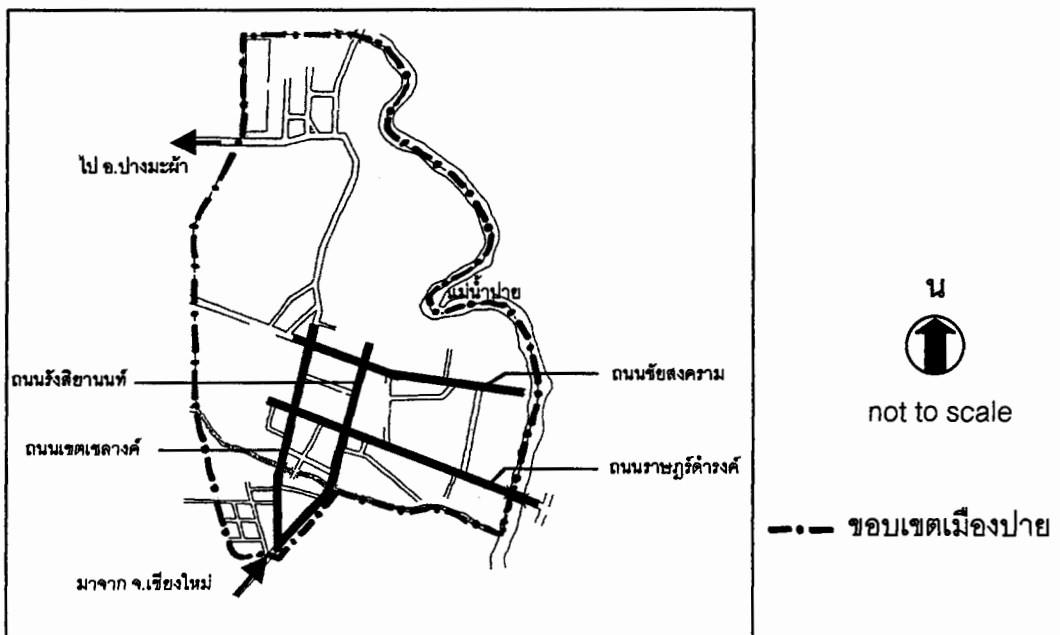 ไป อ.ปางมะผ้า
แม่น้ำปาย
น
not to scale
ถนนรังสิยานนท์
ถนนชัยสงคราม
ถนนเขตเชลางค์
ถนนราษฎร์ดำรงค์
ขอบเขตเมืองปาย
มาจาก จ.เชียงใหม่